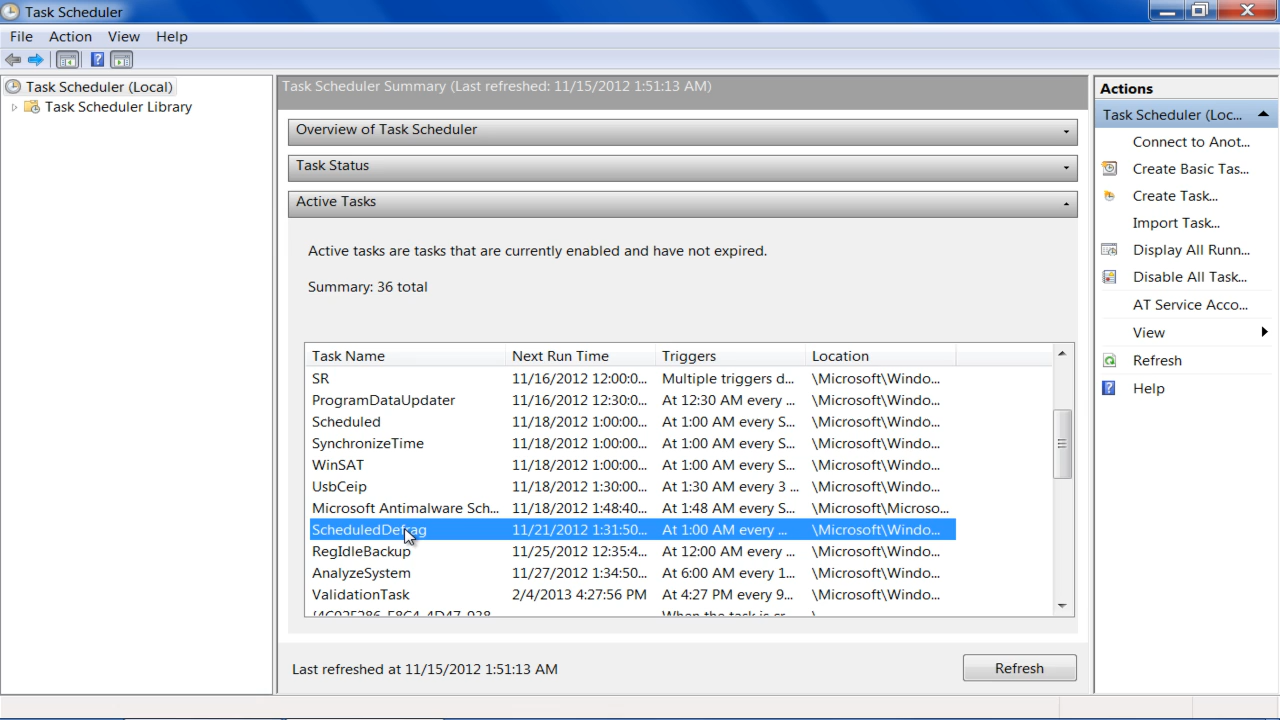 Task Scheduler
File Action View Help
Task Scheduler (Local)
Task Scheduler Library
Task Scheduler Summary (Last refreshed: 11/15/2012 1:51:13 AM)
Overview of Task Scheduler
Task Status
Active Tasks
Active tasks are tasks that are currently enabled and have not expired.
Summary: 36 total
Task Name Next Run Time Triggers Location
SR 11/16/2012 12:00:0... Multiple triggers d... \Microsoft\Windo...
ProgramDataUpdater 11/16/2012 12:30:0... At 12:30 AM every ... \Microsoft\Windo...
Scheduled 11/18/2012 1:00:00... At 1:00 AM every S... \Microsoft\Windo...
SynchronizeTime 11/18/2012 1:00:00... At 1:00 AM every S... \Microsoft\Windo...
WinSAT 11/18/2012 1:00:00... At 1:00 AM every S... \Microsoft\Windo...
UsbCeip 11/18/2012 1:30:00... At 1:30 AM every 3 ... \Microsoft\Windo...
Microsoft Antimalware Sch... 11/18/2012 1:48:40... At 1:48 AM every S... \Microsoft\Microso...
ScheduledDefrag 11/21/2012 1:31:50... At 1:00 AM every ... \Microsoft\Windo...
RegIdleBackup 11/25/2012 12:35:4... At 12:00 AM every ... \Microsoft\Windo...
AnalyzeSystem 11/27/2012 1:34:50... At 6:00 AM every 1... \Microsoft\Windo...
ValidationTask 2/4/2013 4:27:56 PM At 4:27 PM every 9... \Microsoft\Windo...
Last refreshed at 11/15/2012 1:51:13 AM
Refresh
Actions
Task Scheduler (Loc...
Connect to Anot...
Create Basic Tas...
Create Task...
Import Task...
Display All Runn...
Disable All Task...
AT Service Acco...
View
Refresh
Help